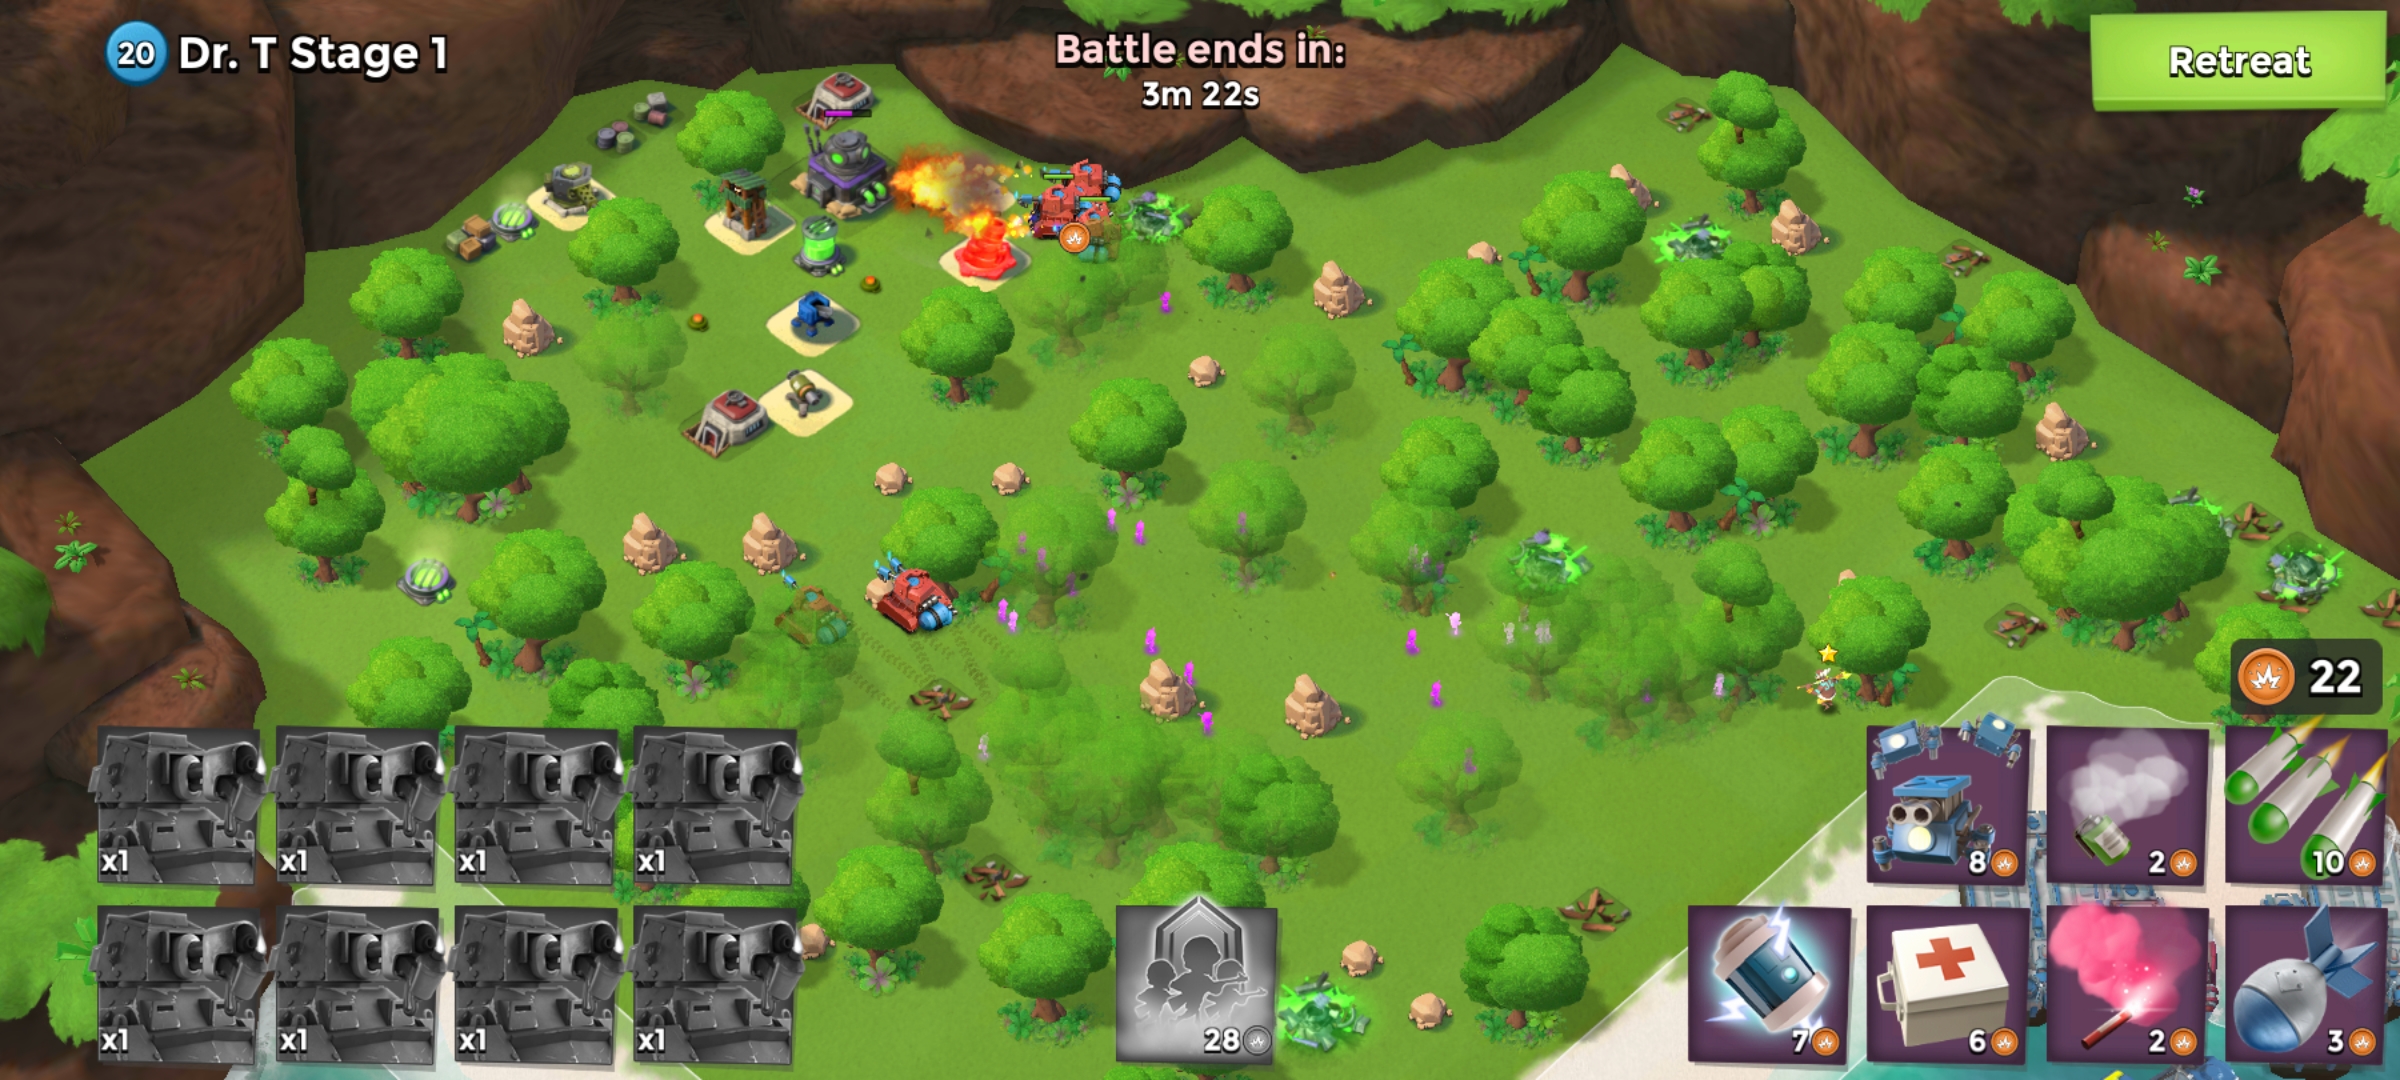 20 Dr. T Stage 1
Battle ends in:
3m 22s
Retreat
22
x1 x1 x1 x1
8 2 10
x1 x1 x1 x1
28
7 6 2 3